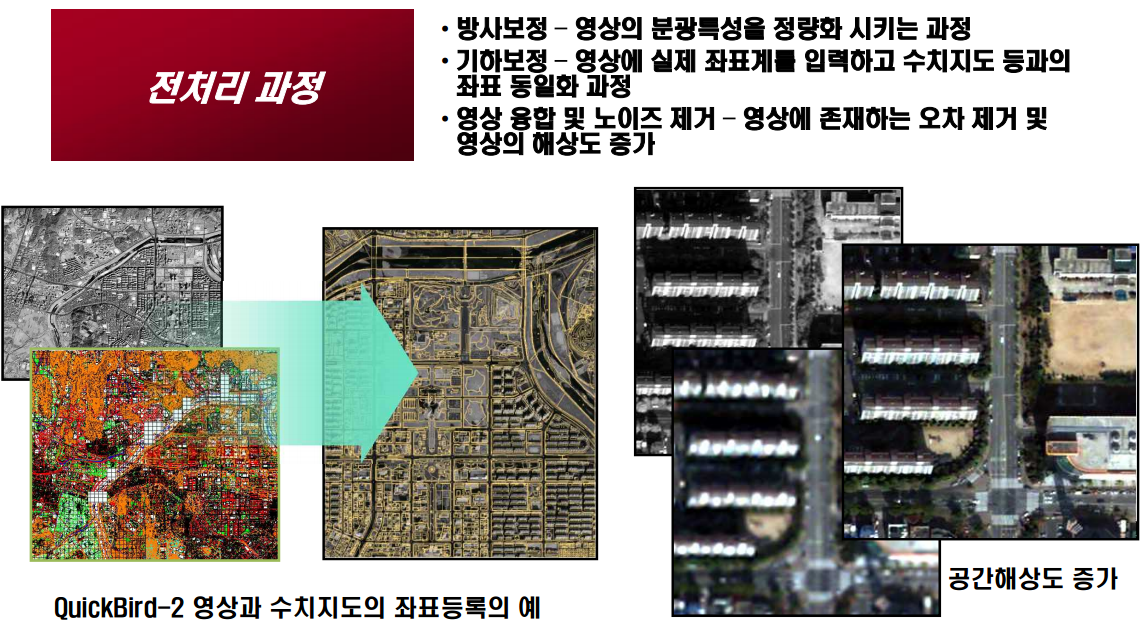 전처리 과정
• 방사보정 – 영상의 분광특성을 정량화 시키는 과정
• 기하보정 – 영상에 실제 좌표계를 입력하고 수치지도 등과의
좌표 동일화 과정
• 영상 융합 및 노이즈 제거 – 영상에 존재하는 오차 제거 및
영상의 해상도 증가
공간해상도 증가
QuickBird-2 영상과 수치지도의 좌표등록의 예